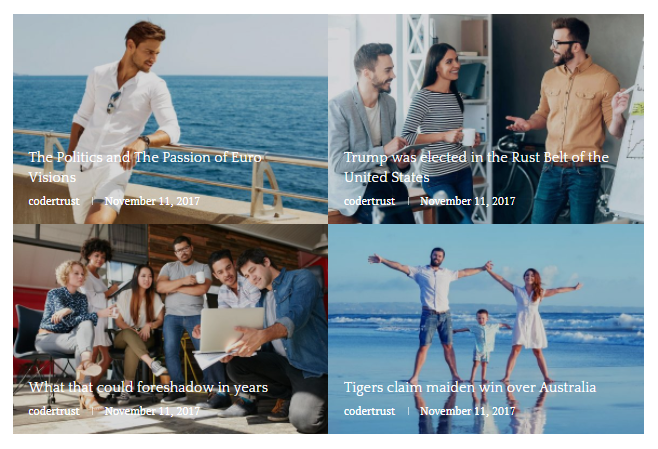 The Politics and The Passion of Euro
Visions
codertrust | November 11, 2017
Trump was elected in the Rust Belt of the
United States
codertrust | November 11, 2017
What that could foreshadow in years
codertrust | November 11, 2017
Tigers claim maiden win over Australia
codertrust | November 11, 2017